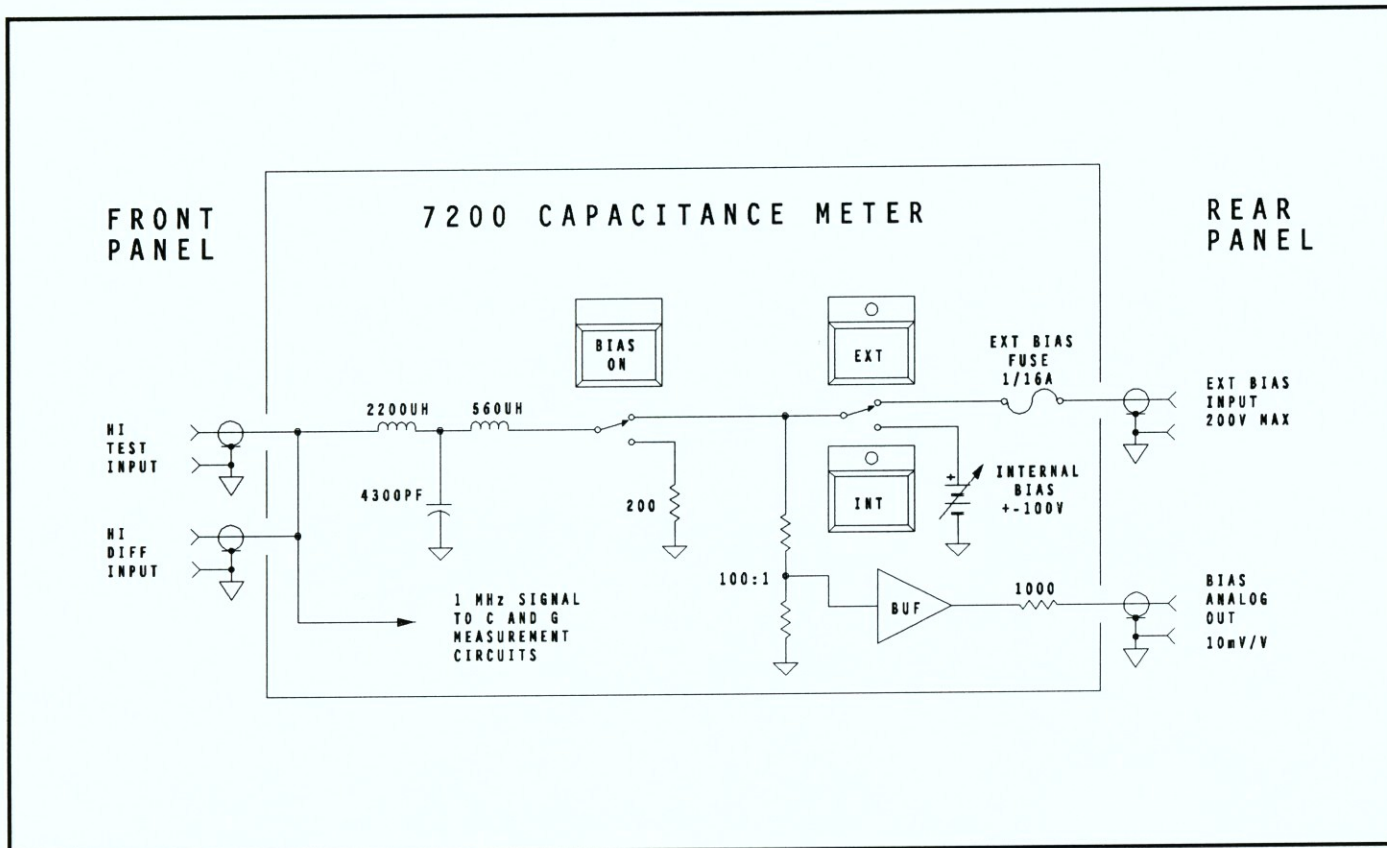 FRONT
PANEL
7200 CAPACITANCE METER
REAR
PANEL
BIAS
ON
EXT
EXT BIAS
FUSE
1/16A
EXT BIAS
INPUT
200V MAX
2200UH
560UH
HI
TEST
INPUT
4300PF
200
INT
+
INTERNAL
BIAS
+-100V
HI
DIFF
INPUT
100:1
BUF
1000
BIAS
ANALOG
OUT
10mV/V
1 MHz SIGNAL
TO C AND G
MEASUREMENT
CIRCUITS